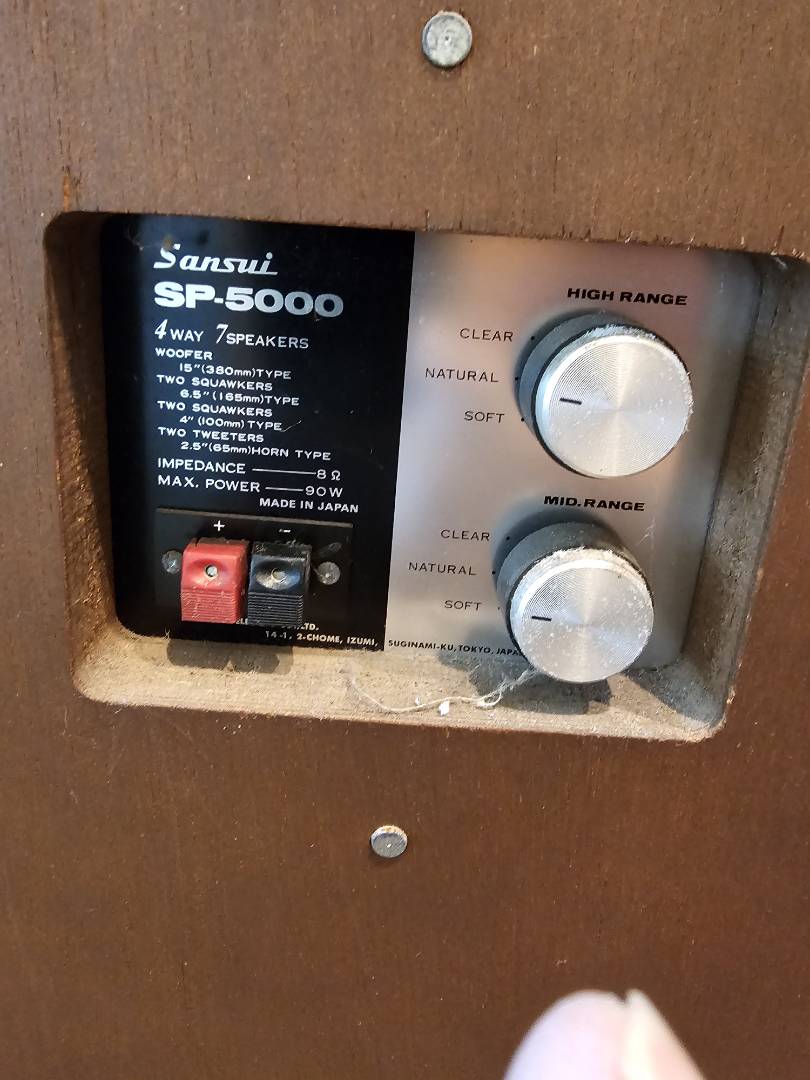 Sansui
SP-5000
4 WAY 7 SPEAKERS
WOOFER
15"(380mm)TYPE
TWO SQUAWKERS
6.5"(165mm)TYPE
TWO SQUAWKERS
4"(100mm)TYPE
TWO TWEETERS
2.5"(65mm)HORN TYPE
IMPEDANCE 8Ω
MAX. POWER 90W
MADE IN JAPAN
+ -
14-1, 2-CHOME, IZUMI, SUGINAMI-KU, TOKYO,
HIGH RANGE
CLEAR
NATURAL
SOFT
MID. RANGE
CLEAR
NATURAL
SOFT